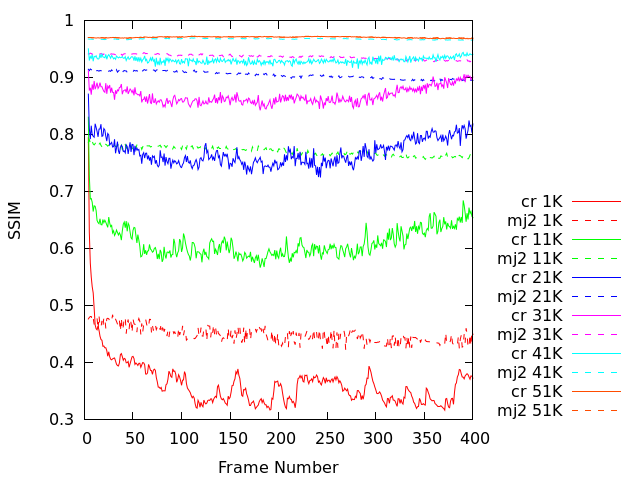 1
0.9
0.8
0.7
0.6
0.5
0.4
0.3
SSIM
0 50 100 150 200 250 300 350 400
Frame Number
cr 1K
mj2 1K
cr 11K
mj2 11K
cr 21K
mj2 21K
cr 31K
mj2 31K
cr 41K
mj2 41K
cr 51K
mj2 51K